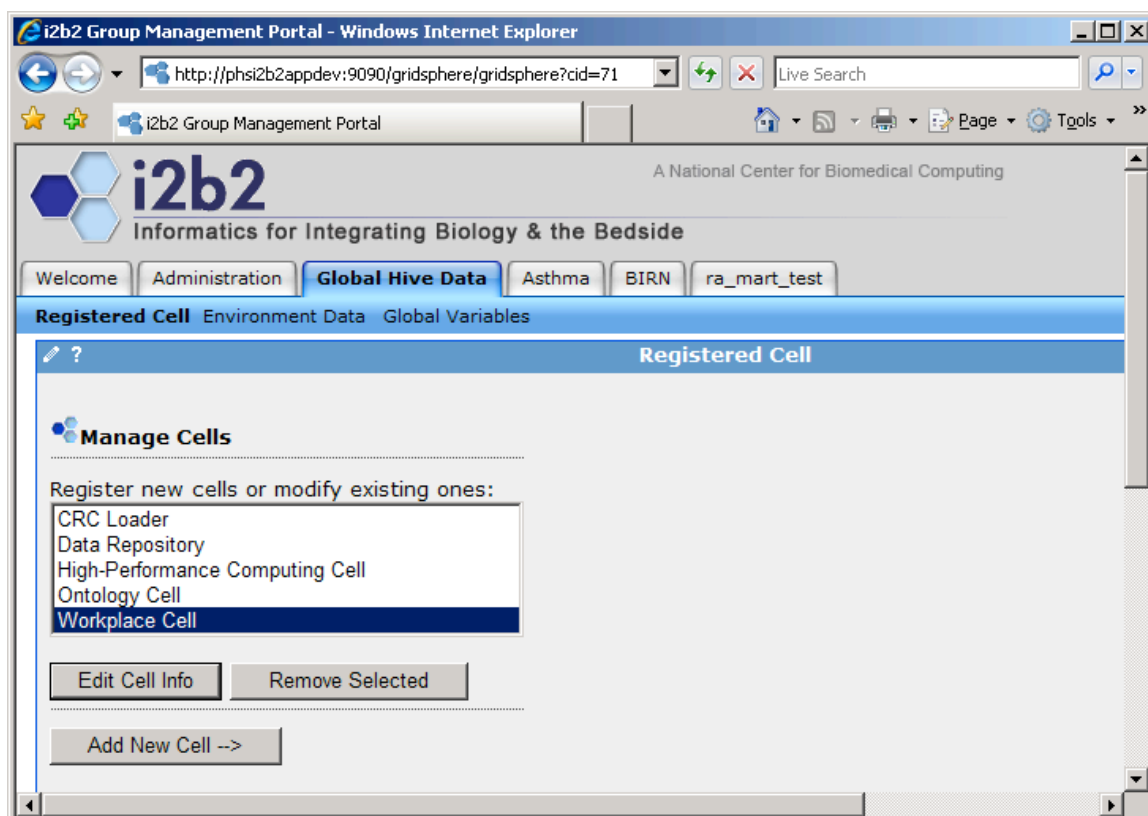 i2b2 Group Management Portal - Windows Internet Explorer
http://phsi2b2appdev:9090/gridsphere/gridsphere?cid=71
Live Search
i2b2 Group Management Portal
Page
Tools
»
i2b2
A National Center for Biomedical Computing
Informatics for Integrating Biology & the Bedside
Welcome Administration Global Hive Data Asthma BIRN ra_mart_test
Registered Cell Environment Data Global Variables
? Registered Cell
Manage Cells
Register new cells or modify existing ones:
CRC Loader
Data Repository
High-Performance Computing Cell
Ontology Cell
Workplace Cell
Edit Cell Info Remove Selected
Add New Cell -->